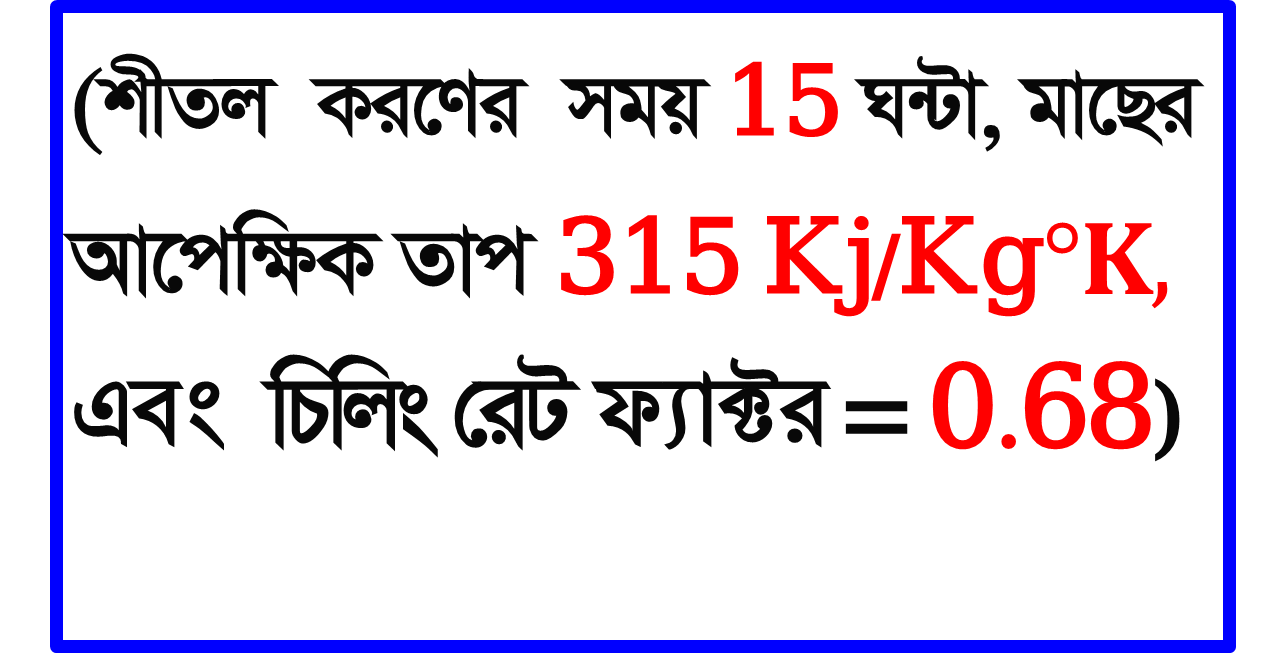 (শীতল করণের সময় 15 ঘন্টা, মাছের
আপেক্ষিক তাপ 315 Kj/Kg°K,
এবং চিলিং রেট ফ্যাক্টর = 0.68)